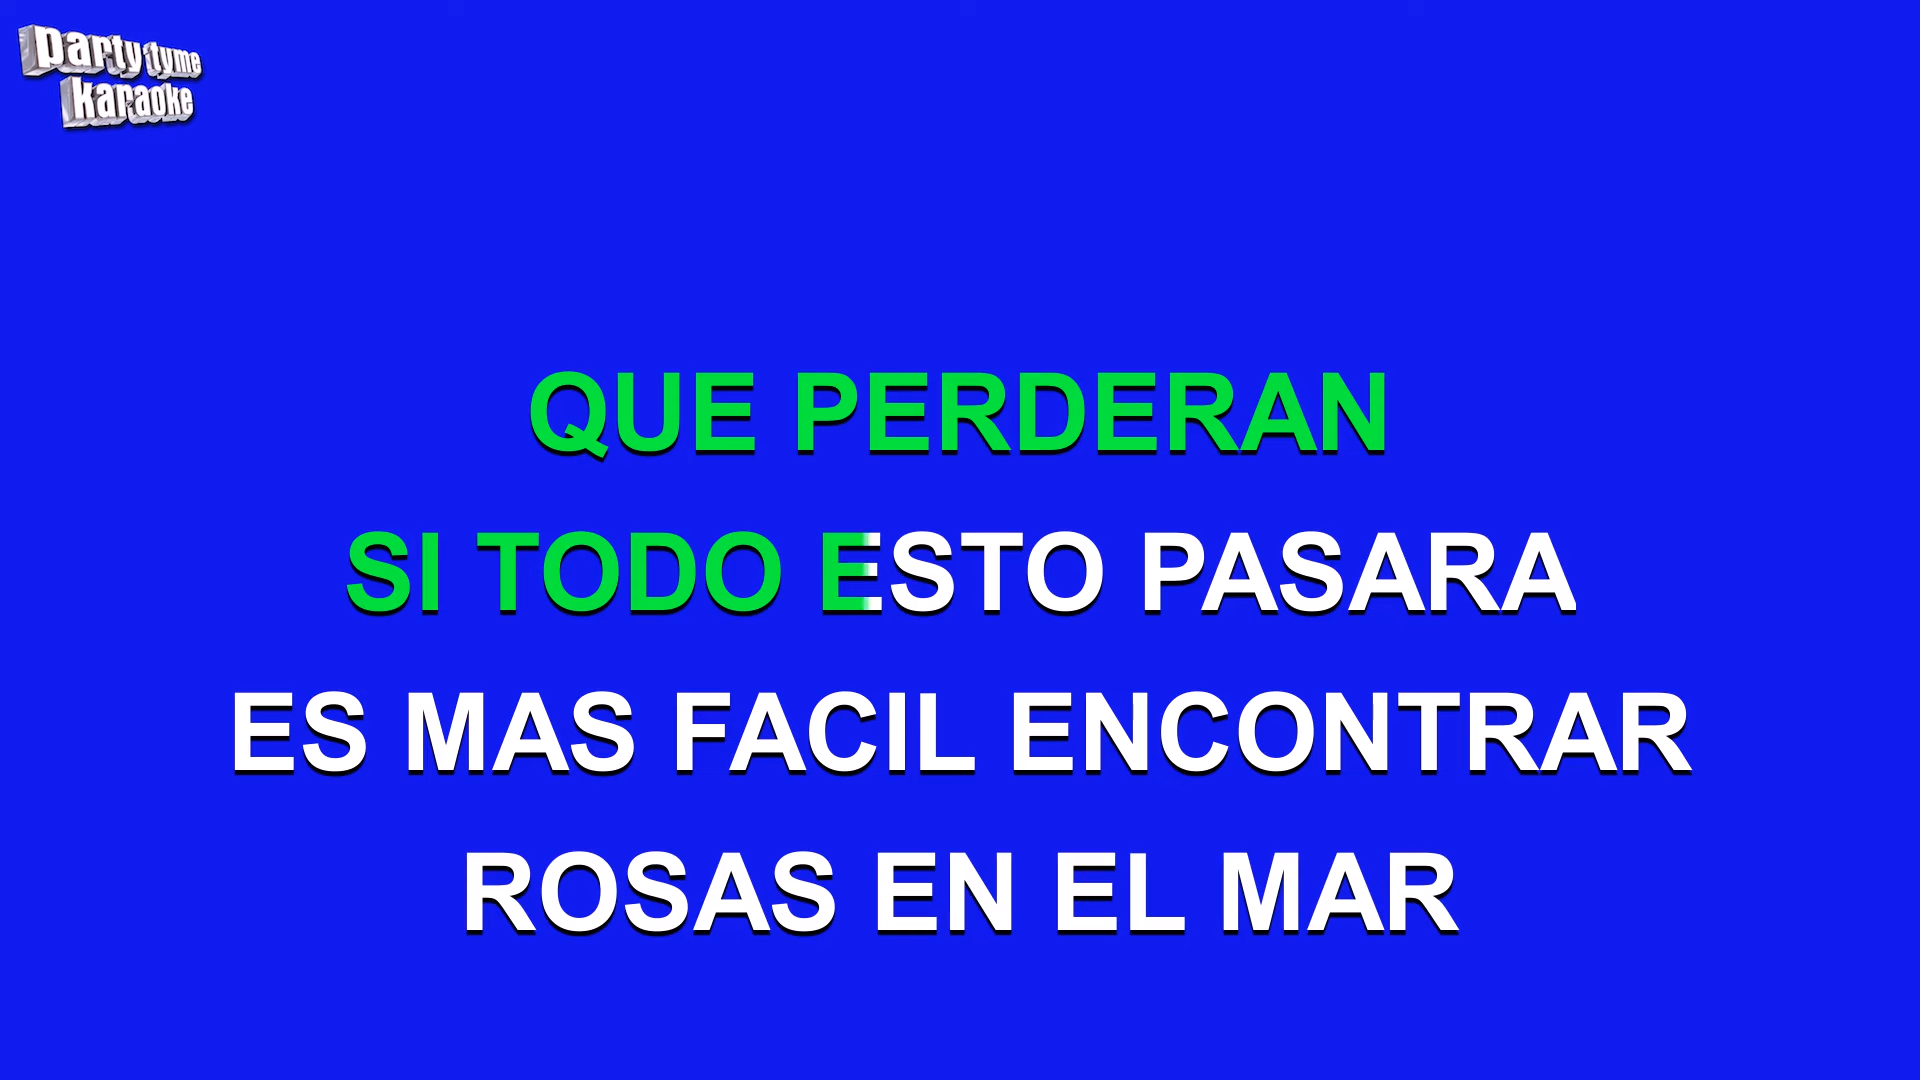 party tyme
karaoke
QUE PERDERAN
SI TODO ESTO PASARA
ES MAS FACIL ENCONTRAR
ROSAS EN EL MAR